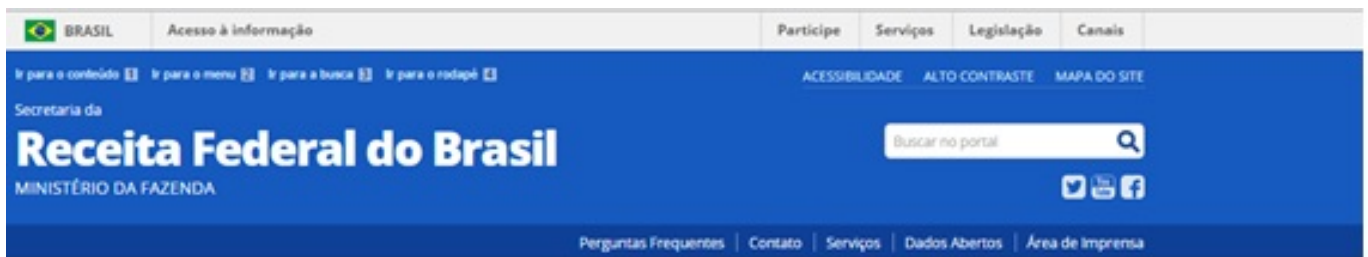 BRASIL Acesso à informação Participe Serviços Legislação Canais
Ir para o conteúdo 1 Ir para o menu 2 Ir para a busca 3 Ir para o rodapé 4 ACESSIBILIDADE ALTO CONTRASTE MAPA DO SITE
Secretaria da
Receita Federal do Brasil
Buscar no portal
MINISTÉRIO DA FAZENDA
Perguntas Frequentes | Contato | Serviços | Dados Abertos | Área de Imprensa